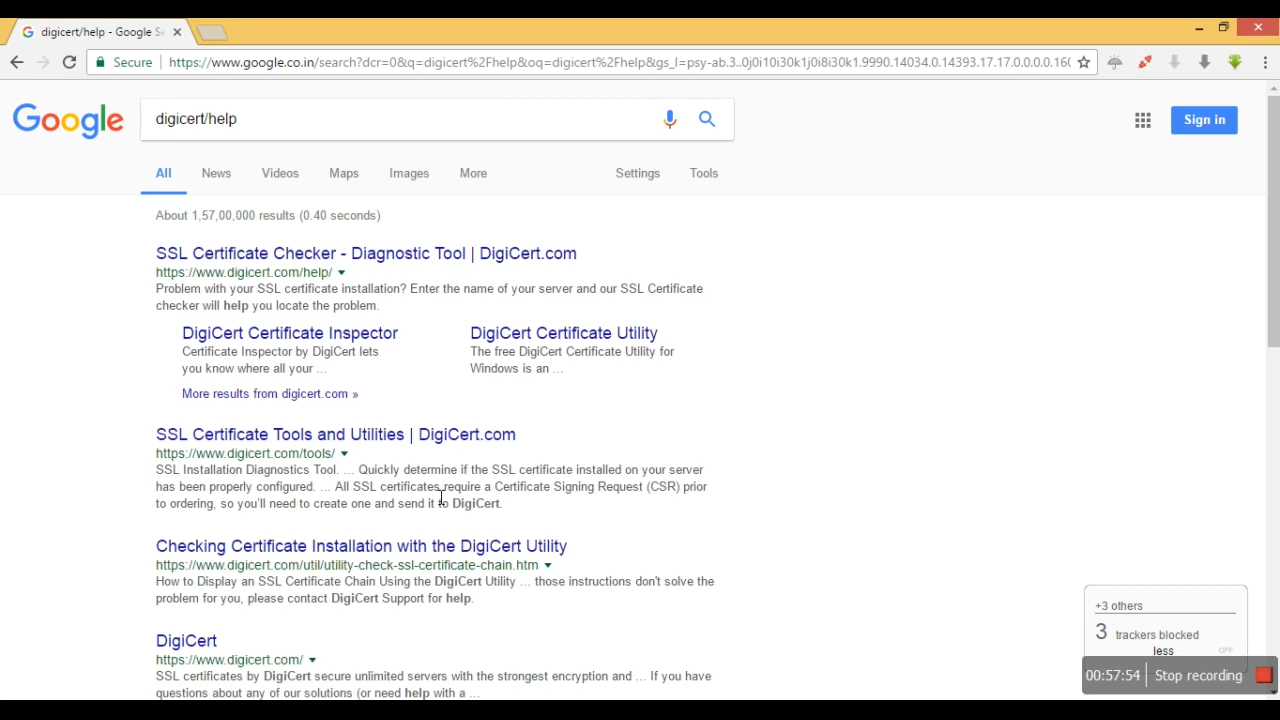 digicert/help - Google Se
Secure https://www.google.co.in/search?dcr=0&q=digicert%2Fhelp&oq=digicert%2Fhelp&gs_l=psy-ab.3..0j0i10i30k1j0i8i30k1.9990.14034.0.14393.17.17.0.0.0.0.16
Google
digicert/help
Sign in
All News Videos Maps Images More Settings Tools
About 1,57,00,000 results (0.40 seconds)
SSL Certificate Checker - Diagnostic Tool | DigiCert.com
https://www.digicert.com/help/
Problem with your SSL certificate installation? Enter the name of your server and our SSL Certificate
checker will help you locate the problem.
DigiCert Certificate Inspector
Certificate Inspector by DigiCert lets
you know where all your ...
DigiCert Certificate Utility
The free DigiCert Certificate Utility for
Windows is an ...
More results from digicert.com »
SSL Certificate Tools and Utilities | DigiCert.com
https://www.digicert.com/tools/
SSL Installation Diagnostics Tool. ... Quickly determine if the SSL certificate installed on your server
has been properly configured. ... All SSL certificates require a Certificate Signing Request (CSR) prior
to ordering, so you'll need to create one and send it to DigiCert.
Checking Certificate Installation with the DigiCert Utility
https://www.digicert.com/util/utility-check-ssl-certificate-chain.htm
How to Display an SSL Certificate Chain Using the DigiCert Utility ... those instructions don't solve the
problem for you, please contact DigiCert Support for help.
DigiCert
https://www.digicert.com/
SSL certificates by DigiCert secure unlimited servers with the strongest encryption and ... If you have
questions about any of our solutions (or need help with a ...
+3 others
3 trackers blocked
less OFF
00:57:54 Stop recording